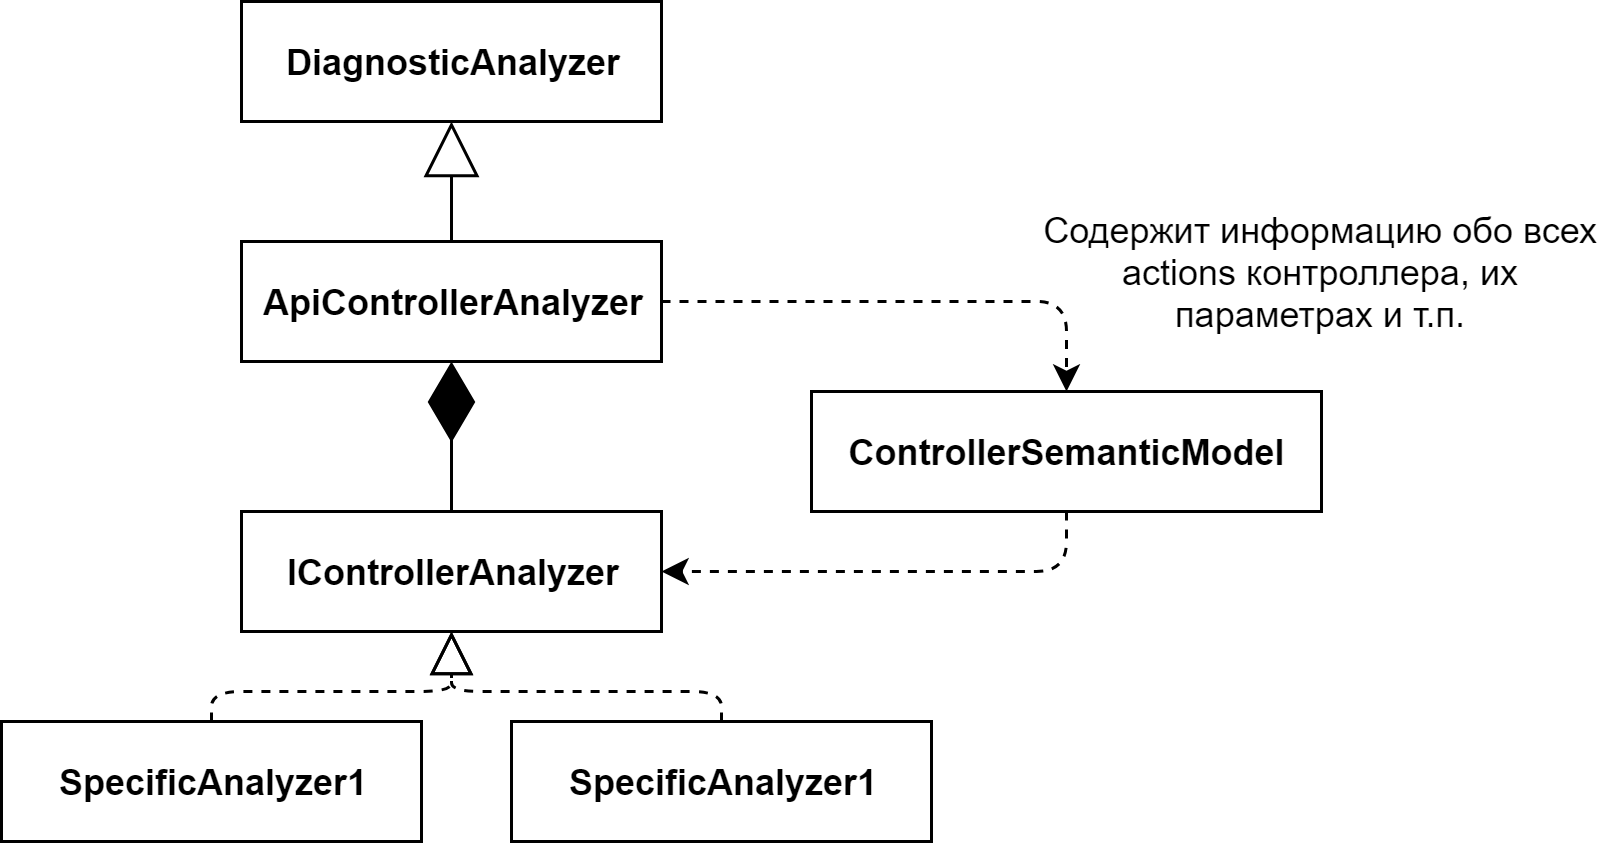 DiagnosticAnalyzer
Содержит информацию обо всех
actions контроллера, их
параметрах и т.п.
ApiControllerAnalyzer
ControllerSemanticModel
IControllerAnalyzer
SpecificAnalyzer1
SpecificAnalyzer1